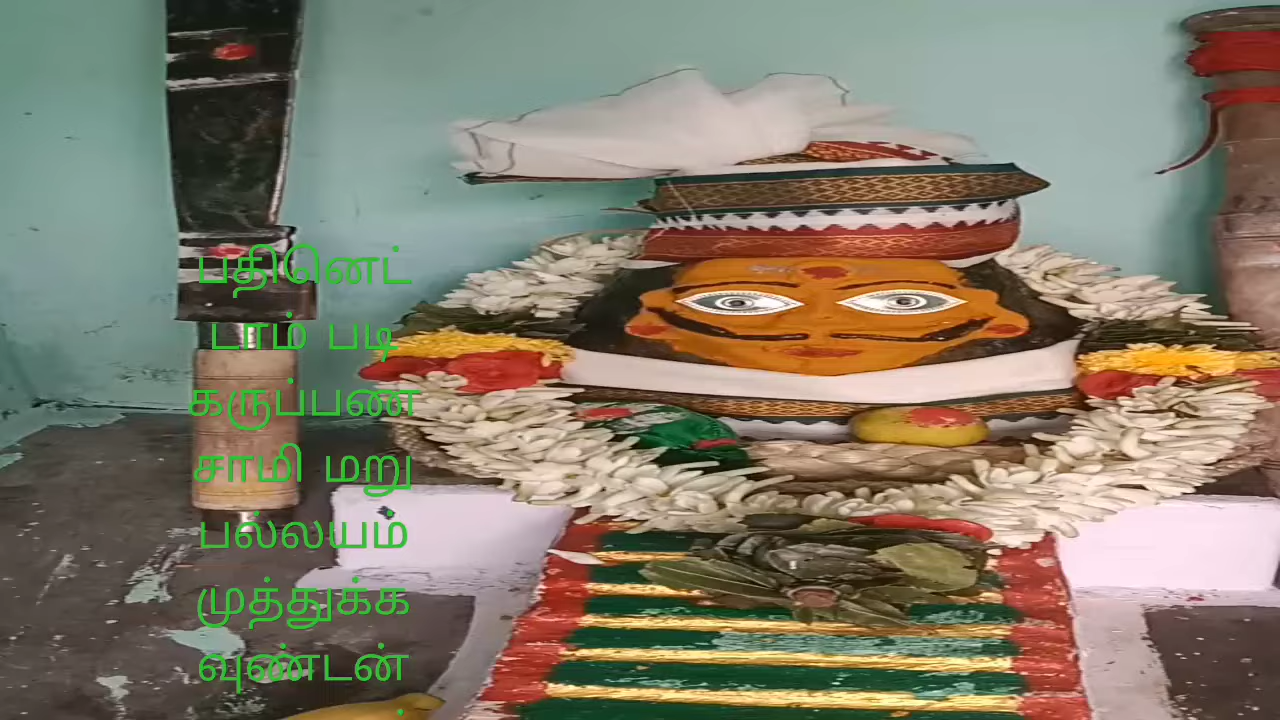 பதினெட்
டாம் படி
கருப்பண
சாமி மறு
பல்லயம்
முத்துக்க
வுண்டன்